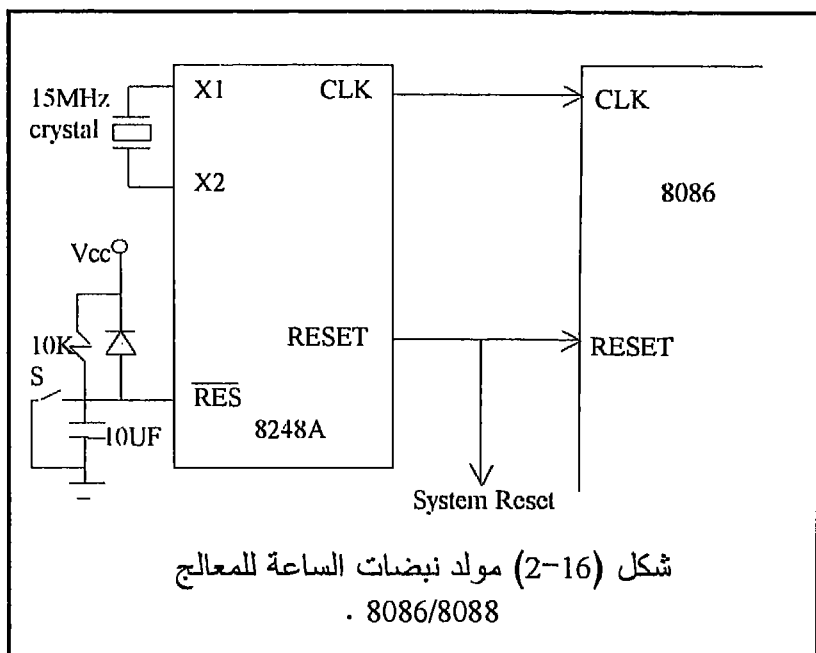 15MHz
crystal
X1
CLK
CLK
X2
8086
Vcc
10K
S
RESET
RESET
RES
10UF
8248A
System Reset
شكل (2-16) مولد نبضات الساعة للمعالج
8086/8088 .